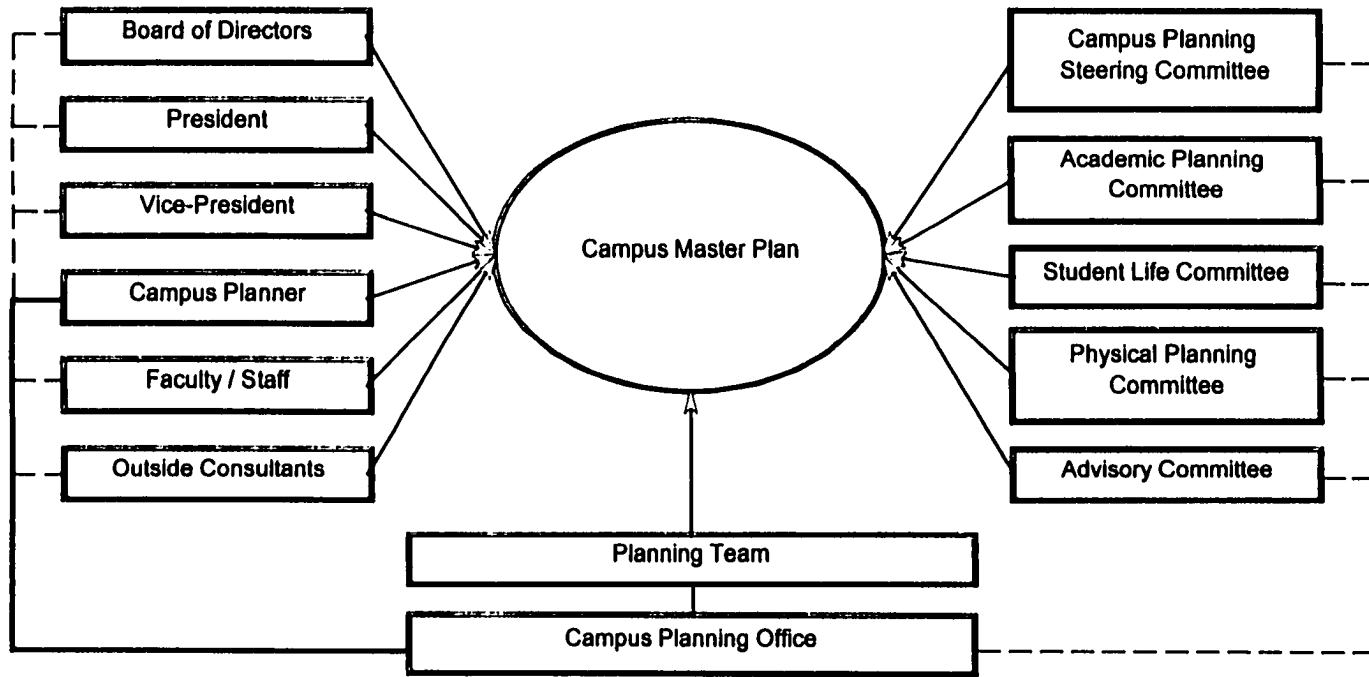 Board of Directors
President
Vice-President
Campus Planner
Faculty / Staff
Outside Consultants
Campus Master Plan
Campus Planning
Steering Committee
Academic Planning
Committee
Student Life Committee
Physical Planning
Committee
Advisory Committee
Planning Team
Campus Planning Office